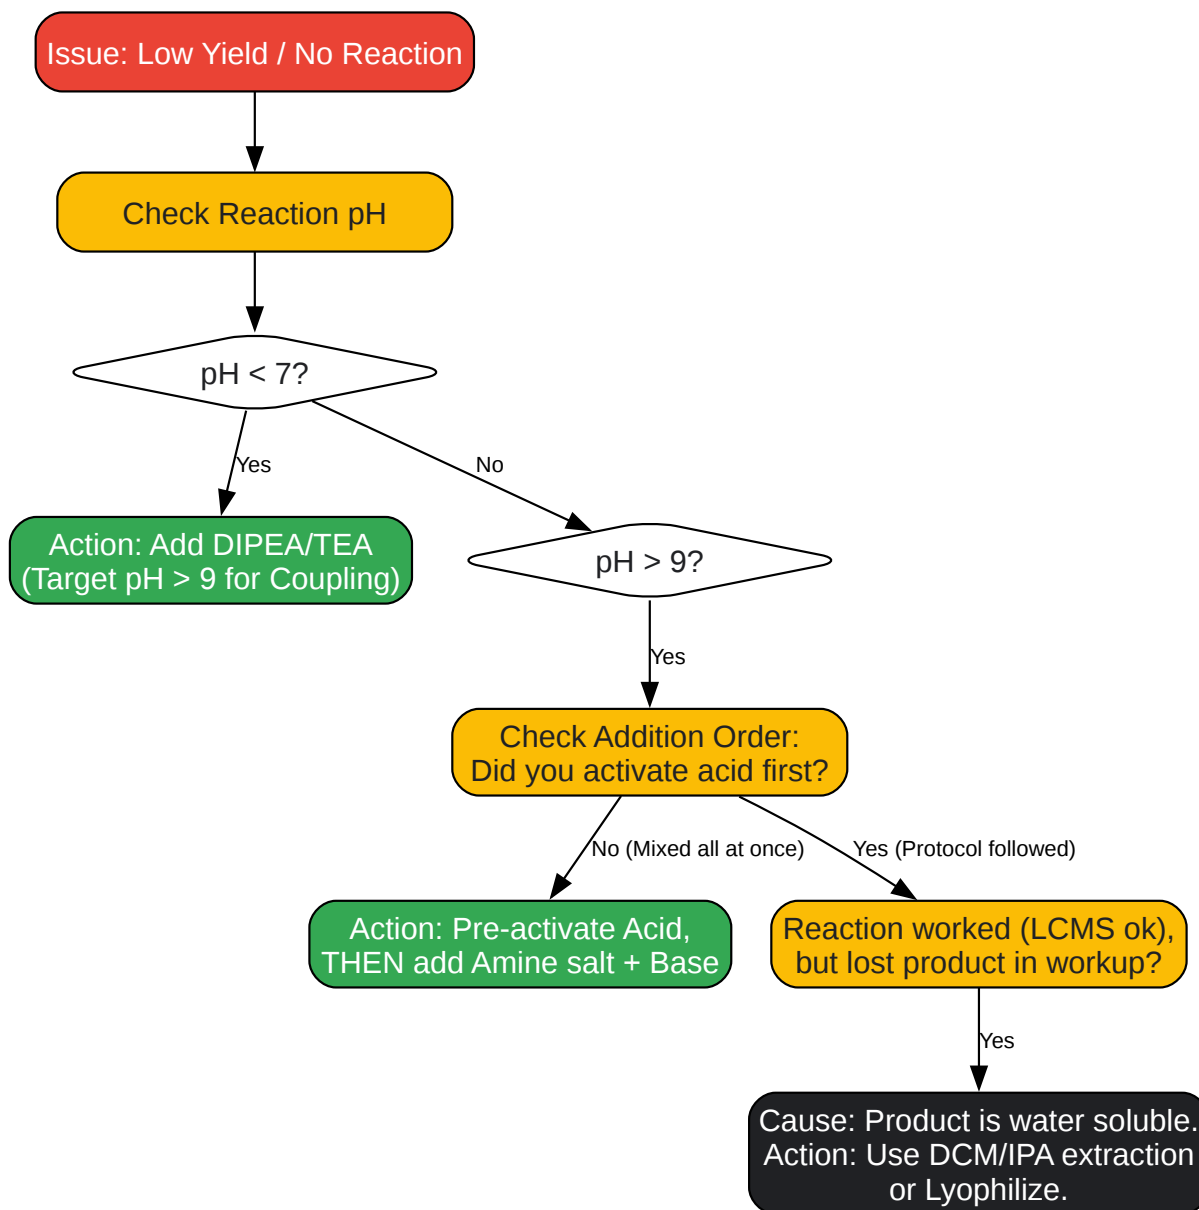 Issue: Low Yield / No Reaction
Check Reaction pH
pH < 7?
Yes
No
Action: Add DIPEA/TEA
(Target pH > 9 for Coupling)
pH > 9?
Yes
Check Addition Order:
Did you activate acid first?
No (Mixed all at once)
Yes (Protocol followed)
Action: Pre-activate Acid,
THEN add Amine salt + Base
Reaction worked (LCMS ok),
but lost product in workup?
Yes
Cause: Product is water soluble.
Action: Use DCM/IPA extraction
or Lyophilize.